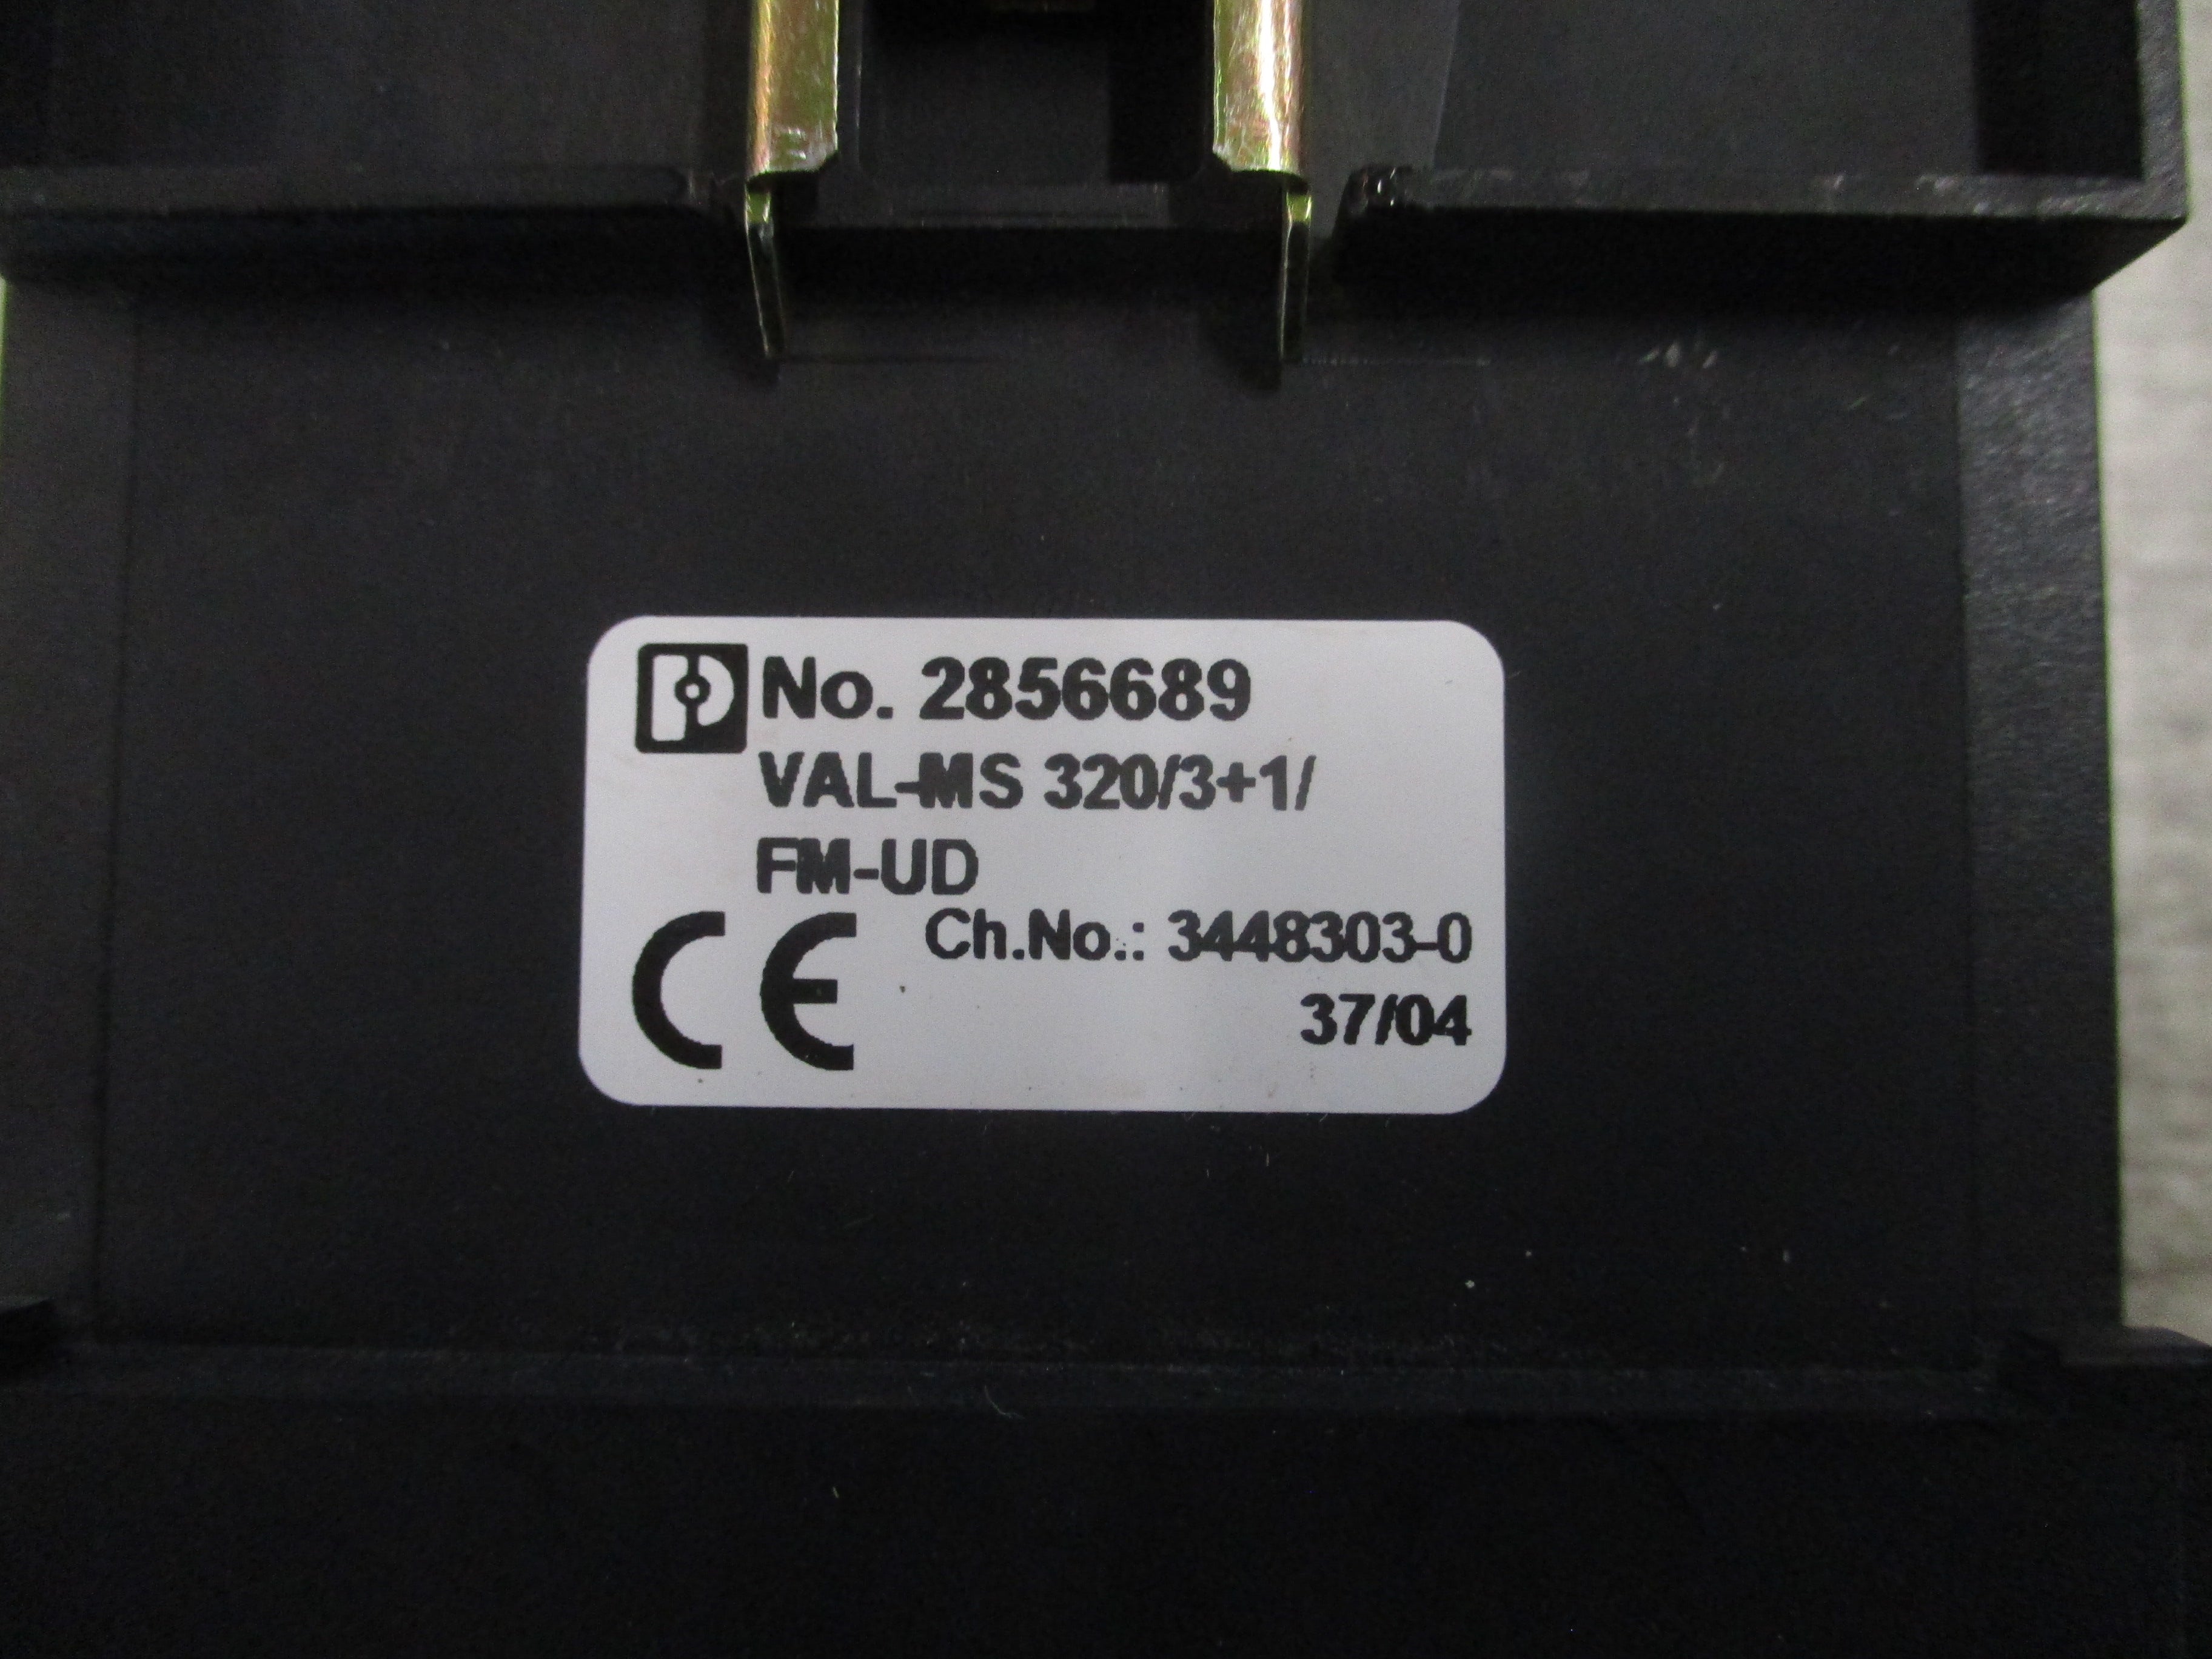 No. 2856689
VAL-MS 320/3+1/
FM-UD
CE Ch.No.: 3448303-0
37/04